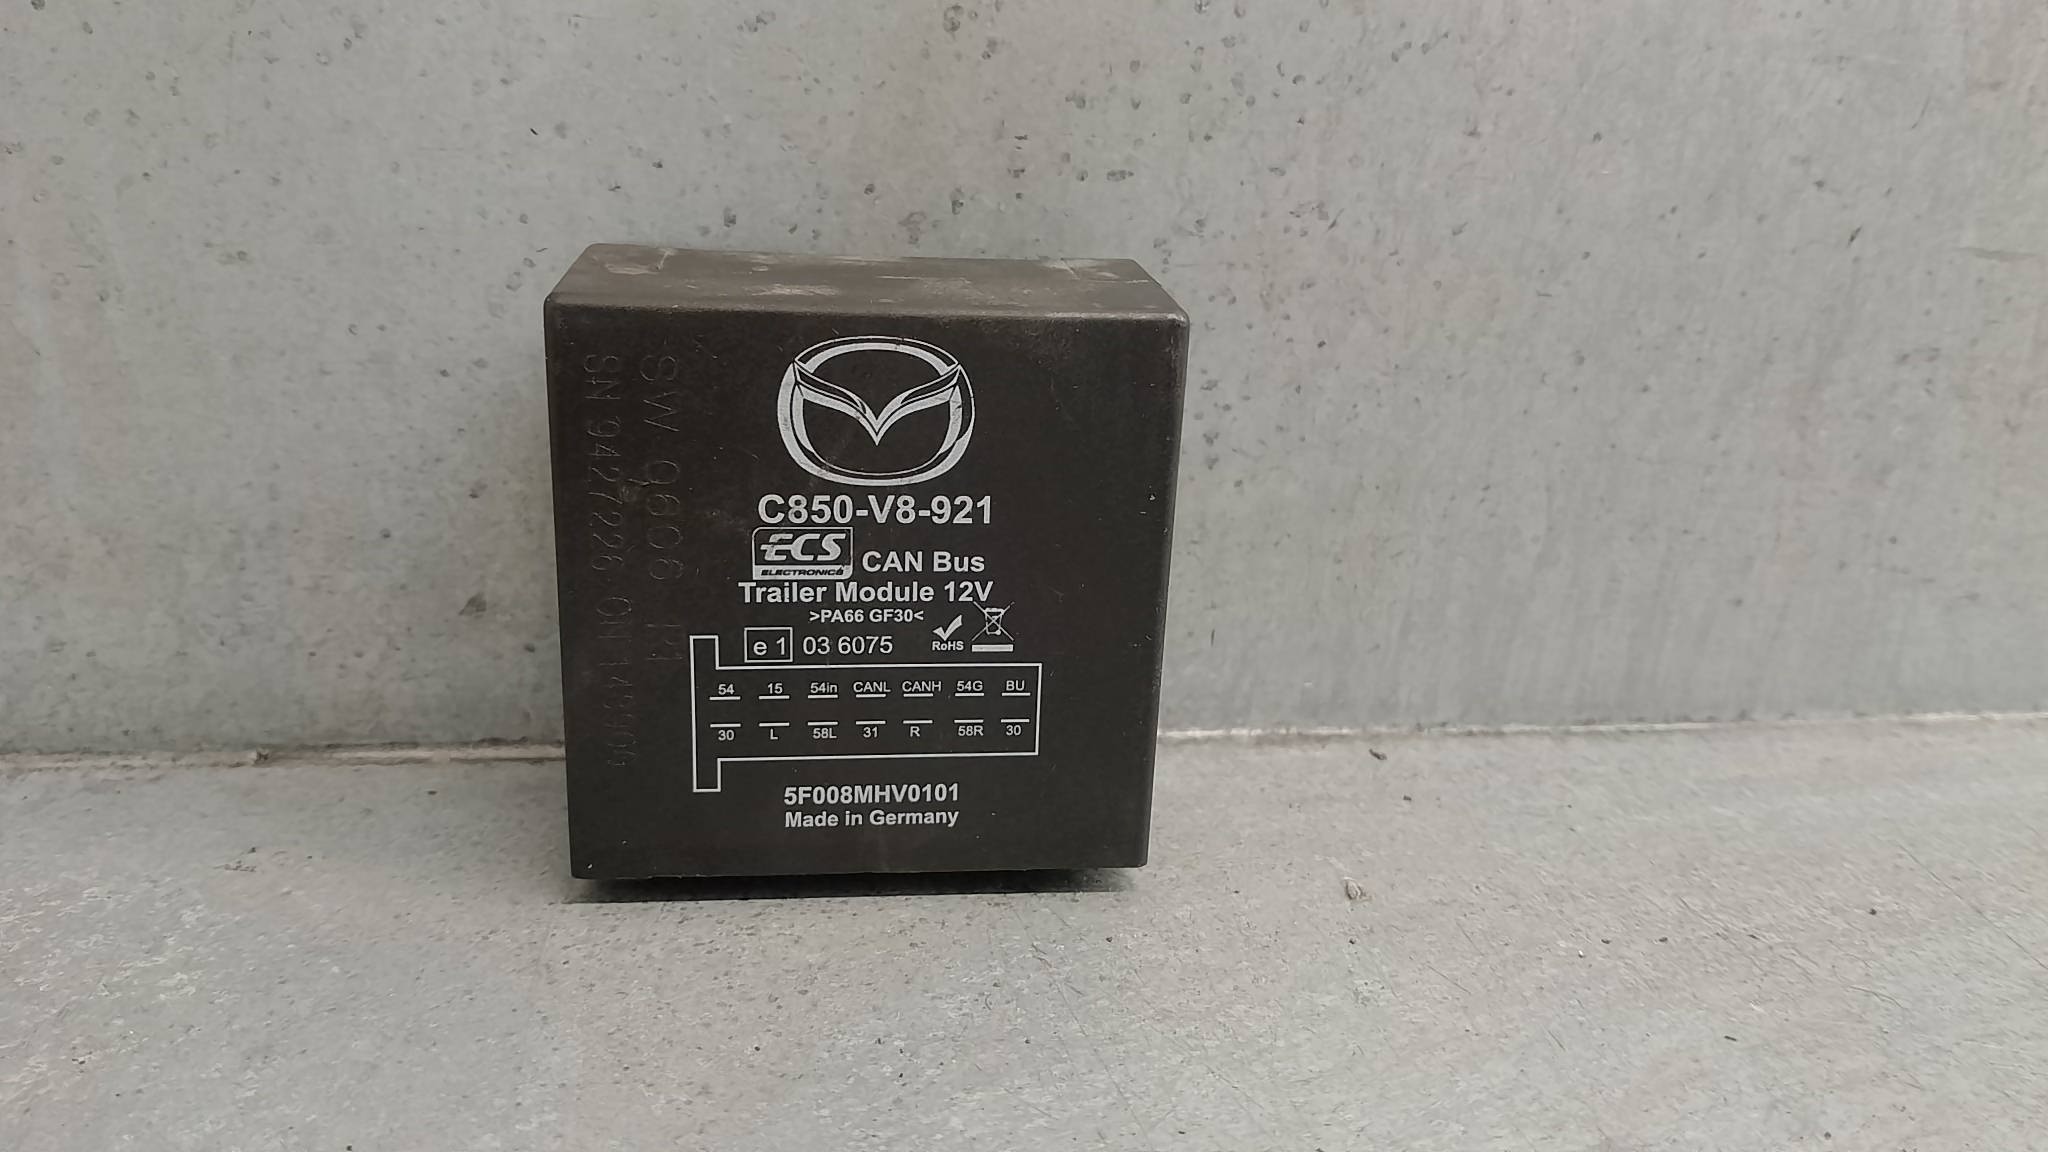 C850-V8-921
ECS
ELECTRONICS
CAN Bus
Trailer Module 12V
>PA66 GF30<
RoHS
e1 03 6075
54 15 54in CANL CANH 54G BU
30 L 58L 31 R 58R 30
5F008MHV0101
Made in Germany